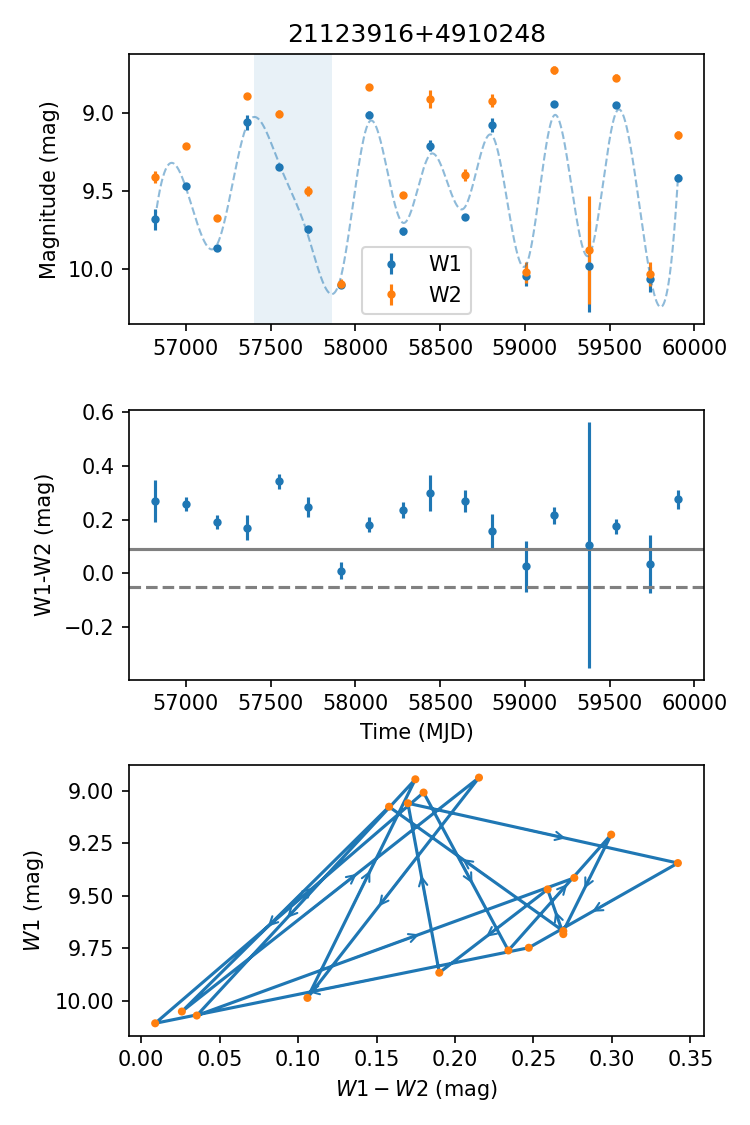 21123916+4910248
Magnitude (mag)
9.0
9.5
10.0
W1
W2
57000 57500 58000 58500 59000 59500 60000
W1-W2 (mag)
0.6
0.4
0.2
0.0
−0.2
57000 57500 58000 58500 59000 59500 60000
Time (MJD)
W1 (mag)
9.00
9.25
9.50
9.75
10.00
0.00 0.05 0.10 0.15 0.20 0.25 0.30 0.35
W1 − W2 (mag)